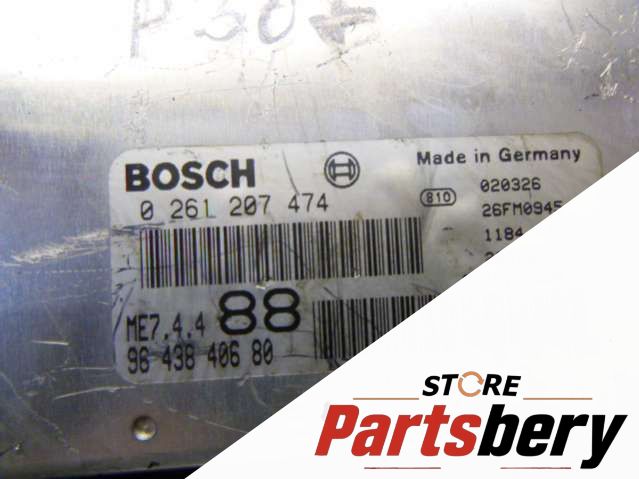 P307
BOSCH
Made in Germany
0 261 207 474
810
020326
26FM0945
1184
ME7.4.4
88
96 438 406 80
STORE
Partsbery